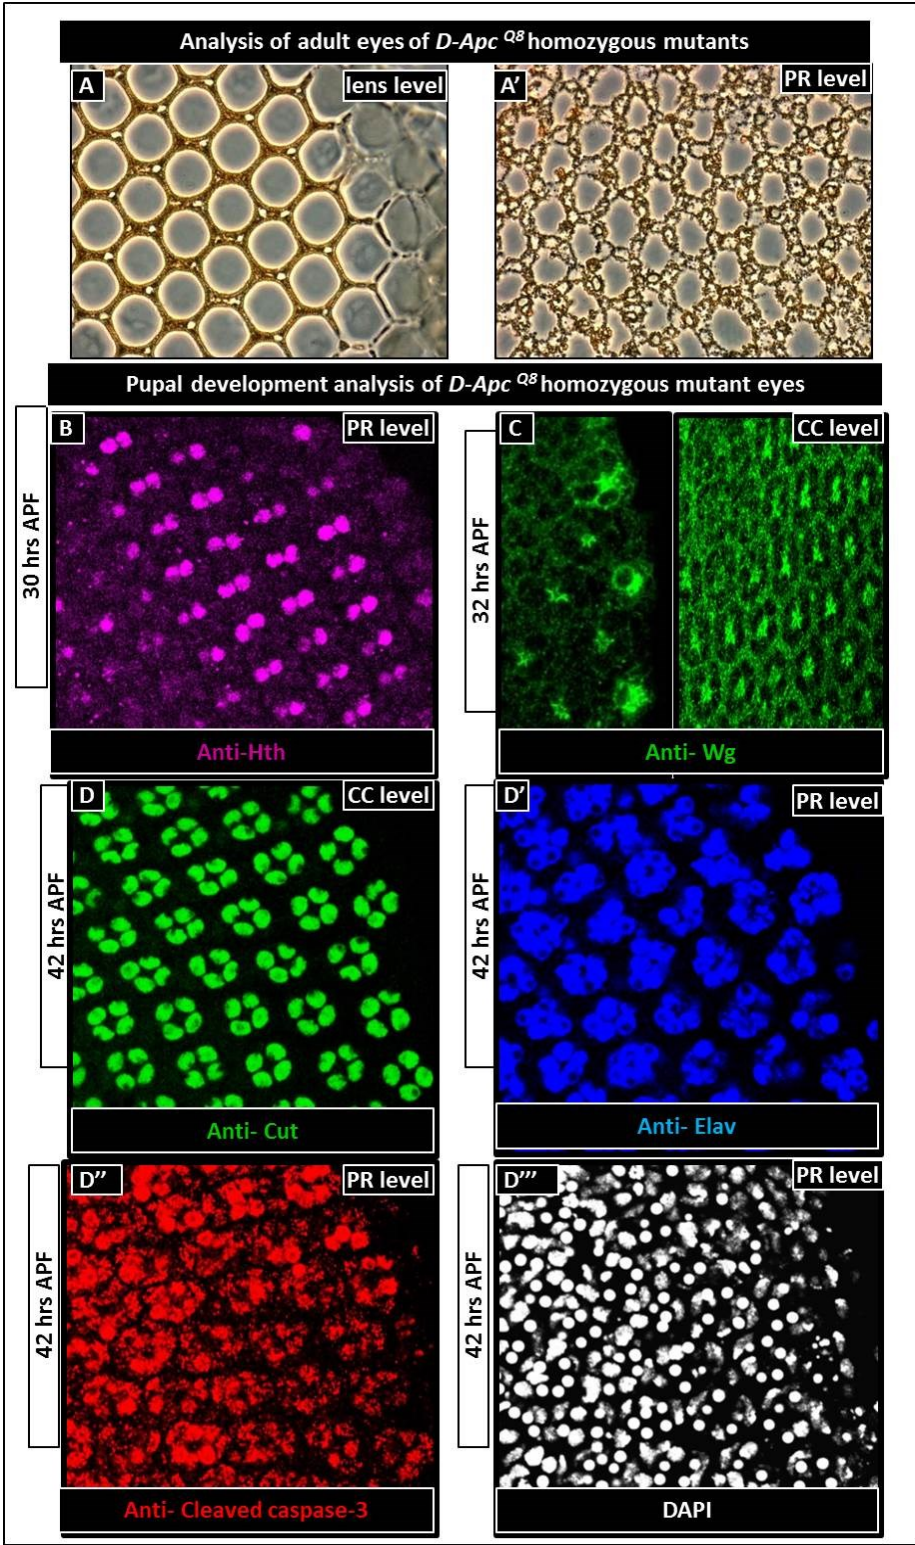 Analysis of adult eyes of D-Apc Q8 homozygous mutants
A
lens level
A'
PR level
Pupal development analysis of D-Apc Q8 homozygous mutant eyes
30 hrs APF
B
PR level
Anti-Hth
32 hrs APF
C
CC level
Anti- Wg
42 hrs APF
D
CC level
Anti- Cut
42 hrs APF
D'
PR level
Anti- Elav
42 hrs APF
D''
PR level
Anti- Cleaved caspase-3
42 hrs APF
D'''
PR level
DAPI